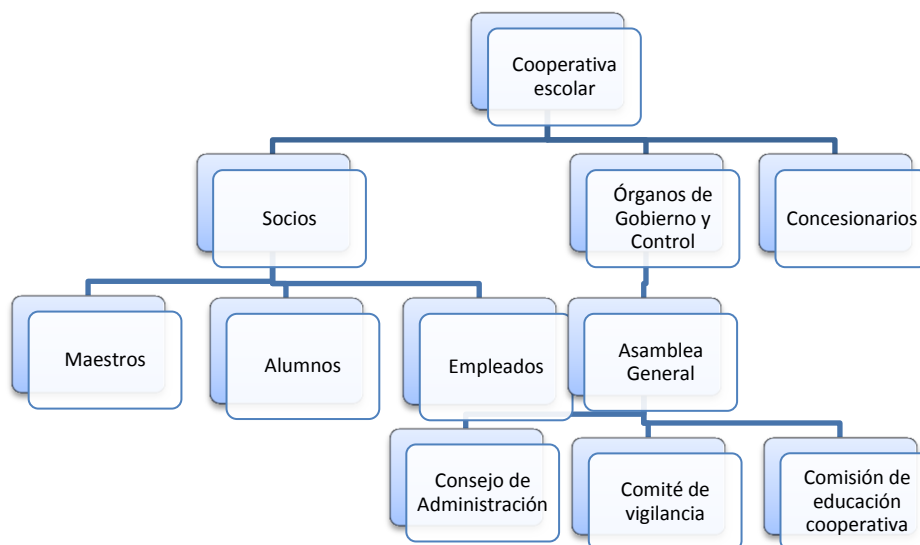 Cooperativa
escolar
Socios
Órganos de
Gobierno y
Control
Concesionarios
Maestros
Alumnos
Empleados
Asamblea
General
Consejo de
Administración
Comité de
vigilancia
Comisión de
educación
cooperativa